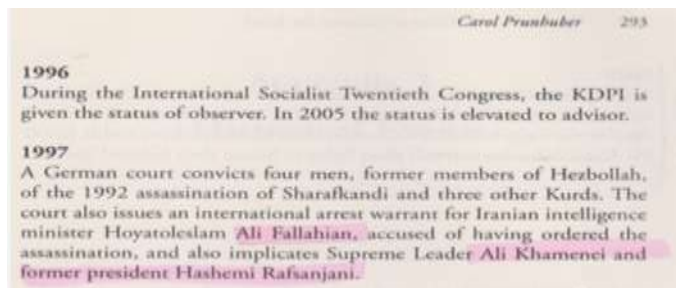 Carol Prunhuber 293
1996
During the International Socialist Twentieth Congress, the KDPI is
given the status of observer. In 2005 the status is elevated to advisor.
1997
A German court convicts four men, former members of Hezbollah,
of the 1992 assassination of Sharafkandi and three other Kurds. The
court also issues an international arrest warrant for Iranian intelligence
minister Hoyatoleslam Ali Fallahian, accused of having ordered the
assassination, and also implicates Supreme Leader Ali Khamenei and
former president Hashemi Rafsanjani.